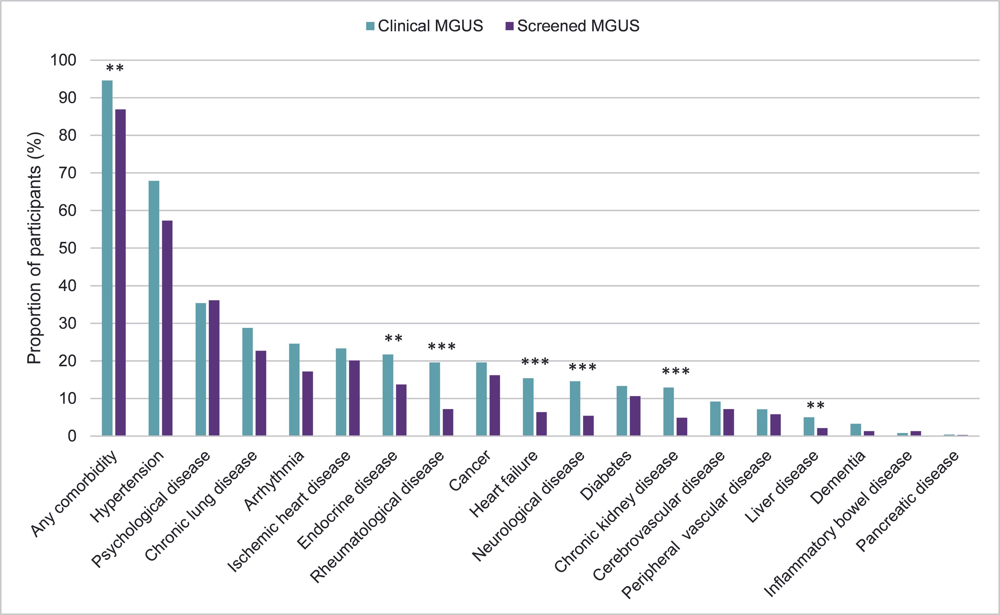 Clinical MGUS Screened MGUS
Proportion of participants (%)
100
90
80
70
60
50
40
30
20
10
0
**
**
***
***
***
***
**
Any comorbidity
Hypertension
Psychological disease
Chronic lung disease
Arrhythmia
Ischemic heart disease
Endocrine disease
Rheumatological disease
Cancer
Heart failure
Neurological disease
Diabetes
Chronic kidney disease
Cerebrovascular disease
Peripheral vascular disease
Liver disease
Dementia
Inflammatory bowel disease
Pancreatic disease